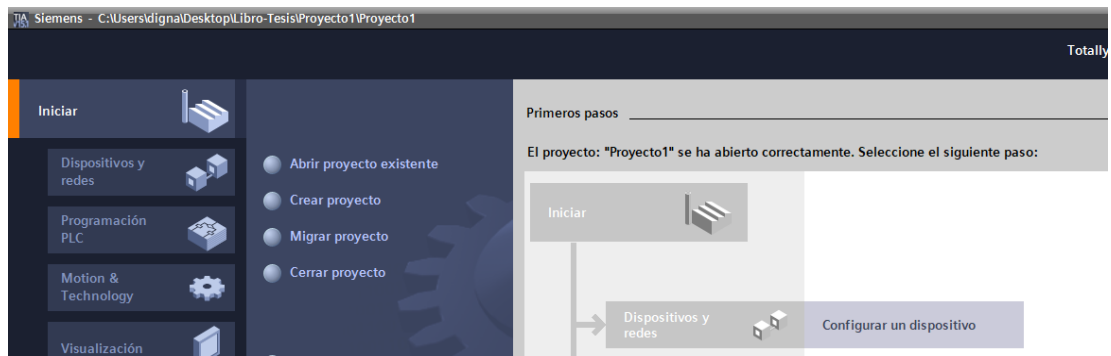 Siemens - C:\Users\digna\Desktop\Libro-Tesis\Proyecto1\Proyecto1
Totally
Iniciar
Dispositivos y
redes
Programación
PLC
Motion &
Technology
Visualización
Abrir proyecto existente
Crear proyecto
Migrar proyecto
Cerrar proyecto
Primeros pasos
El proyecto: "Proyecto1" se ha abierto correctamente. Seleccione el siguiente paso:
Iniciar
Dispositivos y
redes
Configurar un dispositivo